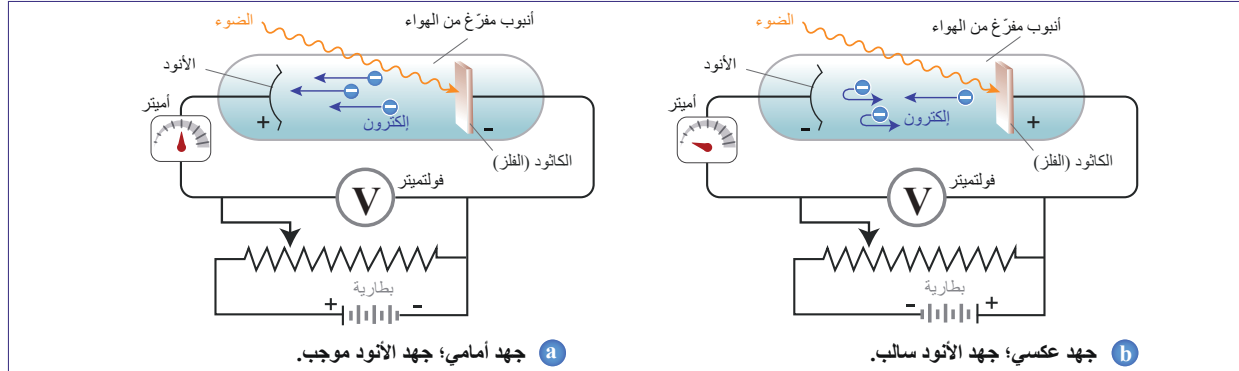 أنبوب مفرّغ من الهواء
الضوء
الأنود
أميتر
+
-
إلكترون
الكاثود (الفلز)
فولتميتر
V
بطارية
+
-
a جهد أمامي؛ جهد الأنود موجب.
أنبوب مفرّغ من الهواء
الضوء
الأنود
أميتر
-
+
إلكترون
الكاثود (الفلز)
فولتميتر
V
بطارية
-
+
b جهد عكسي؛ جهد الأنود سالب.